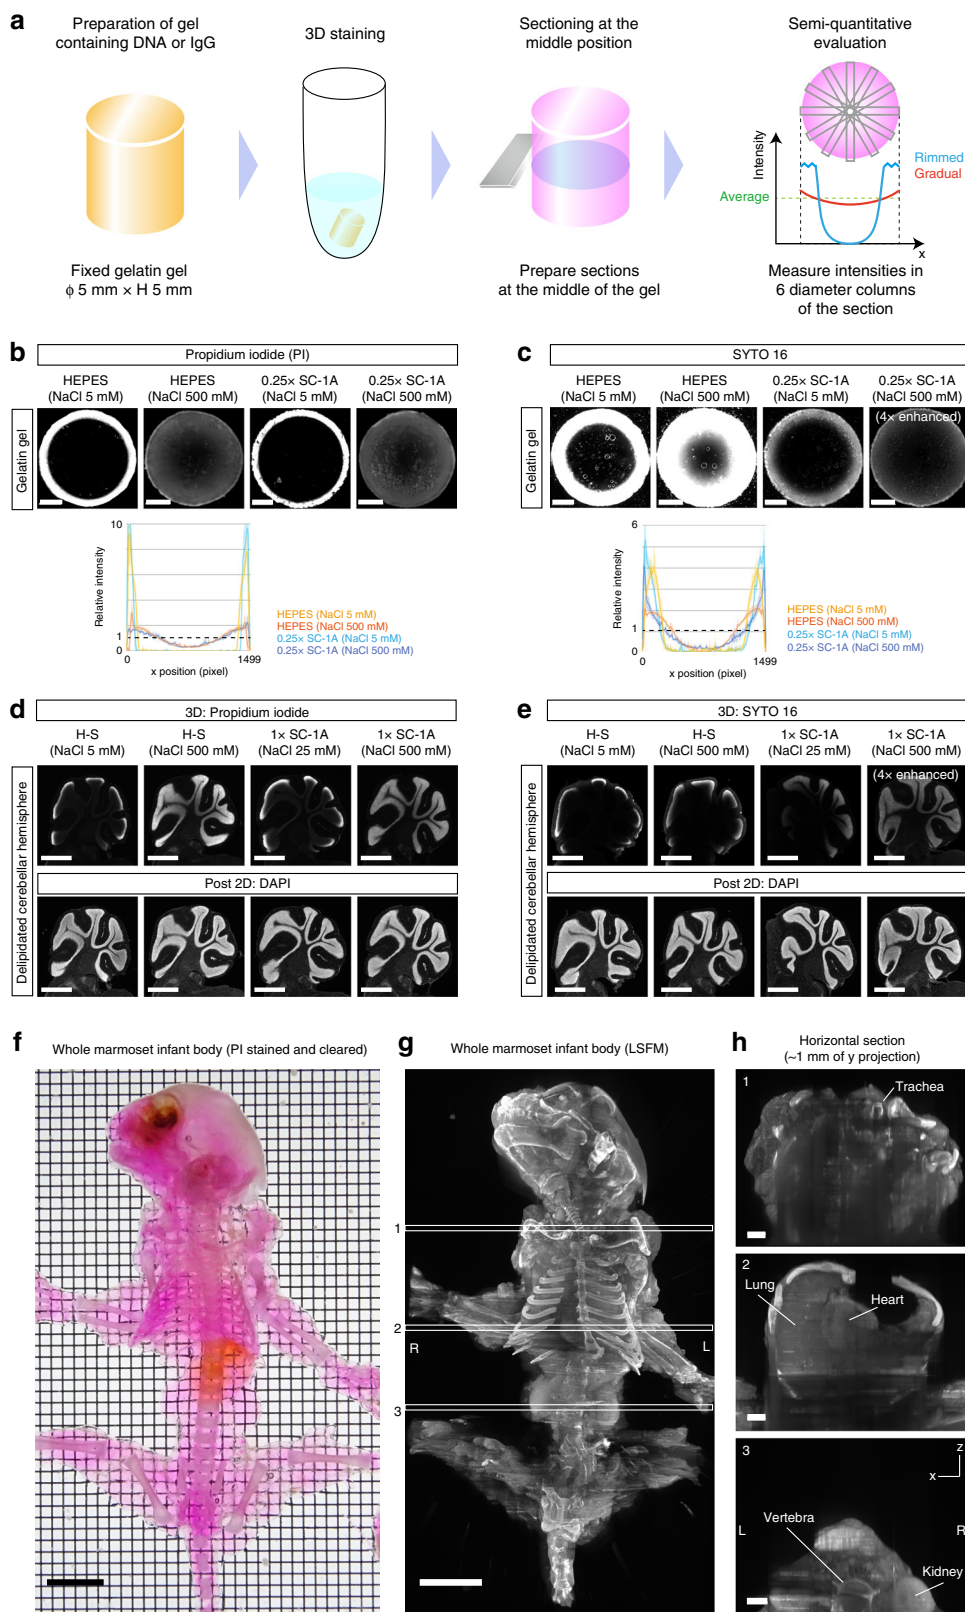 a
Preparation of gel
containing DNA or IgG
3D staining
Sectioning at the
middle position
Semi-quantitative
evaluation
Intensity
Rimmed
Gradual
Average
x
Fixed gelatin gel
ϕ 5 mm × H 5 mm
Prepare sections
at the middle of the gel
Measure intensities in
6 diameter columns
of the section
b
Propidium iodide (PI)
HEPES
(NaCl 5 mM)
HEPES
(NaCl 500 mM)
0.25× SC-1A
(NaCl 5 mM)
0.25× SC-1A
(NaCl 500 mM)
Gelatin gel
10
Relative intensity
1
0
0
1499
x position (pixel)
HEPES (NaCl 5 mM)
HEPES (NaCl 500 mM)
0.25× SC-1A (NaCl 5 mM)
0.25× SC-1A (NaCl 500 mM)
c
SYTO 16
HEPES
(NaCl 5 mM)
HEPES
(NaCl 500 mM)
0.25× SC-1A
(NaCl 5 mM)
0.25× SC-1A
(NaCl 500 mM)
(4× enhanced)
Gelatin gel
6
Relative intensity
1
0
0
1499
x position (pixel)
HEPES (NaCl 5 mM)
HEPES (NaCl 500 mM)
0.25× SC-1A (NaCl 5 mM)
0.25× SC-1A (NaCl 500 mM)
d
3D: Propidium iodide
H-S
(NaCl 5 mM)
H-S
(NaCl 500 mM)
1× SC-1A
(NaCl 25 mM)
1× SC-1A
(NaCl 500 mM)
Delipidated cerebellar hemisphere
Post 2D: DAPI
e
3D: SYTO 16
H-S
(NaCl 5 mM)
H-S
(NaCl 500 mM)
1× SC-1A
(NaCl 25 mM)
1× SC-1A
(NaCl 500 mM)
(4× enhanced)
Delipidated cerebellar hemisphere
Post 2D: DAPI
f
Whole marmoset infant body (PI stained and cleared)
g
Whole marmoset infant body (LSFM)
1
2
R
L
3
h
Horizontal section
(~1 mm of y projection)
1
Trachea
2
Lung
Heart
3
z
x
L
R
Vertebra
Kidney